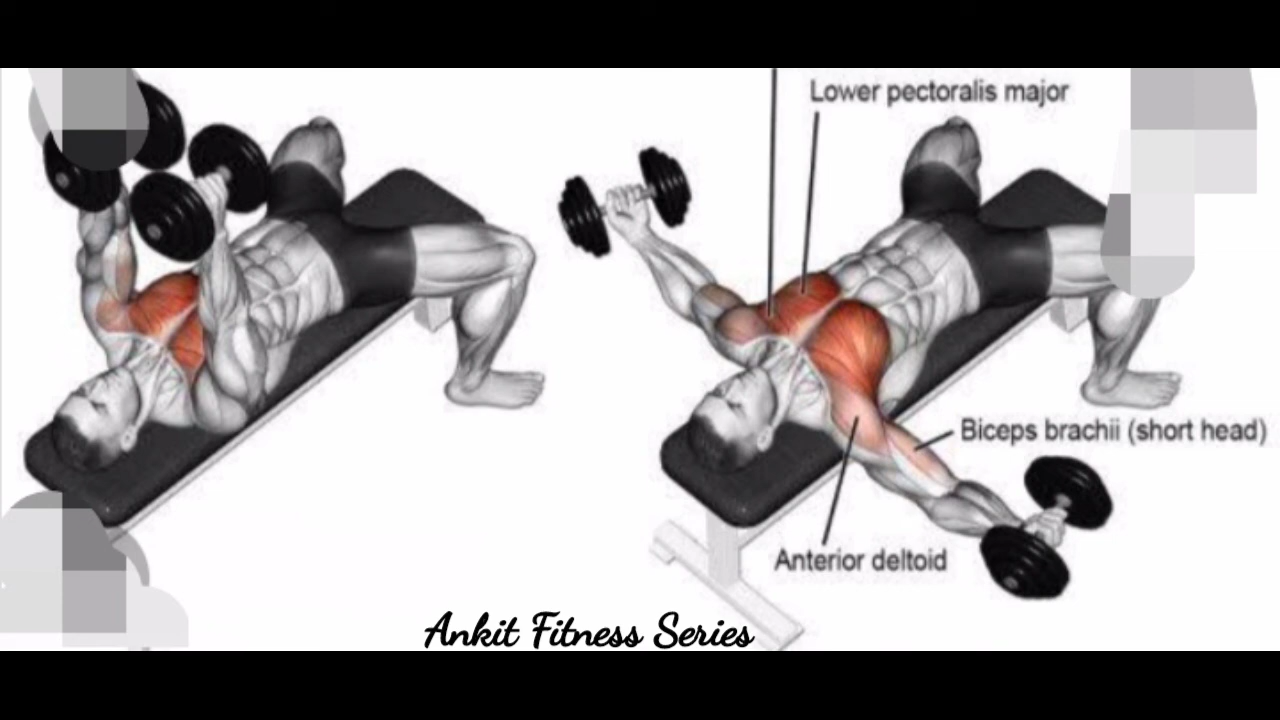 Lower pectoralis major
Biceps brachii (short head)
Anterior deltoid
Ankit Fitness Series